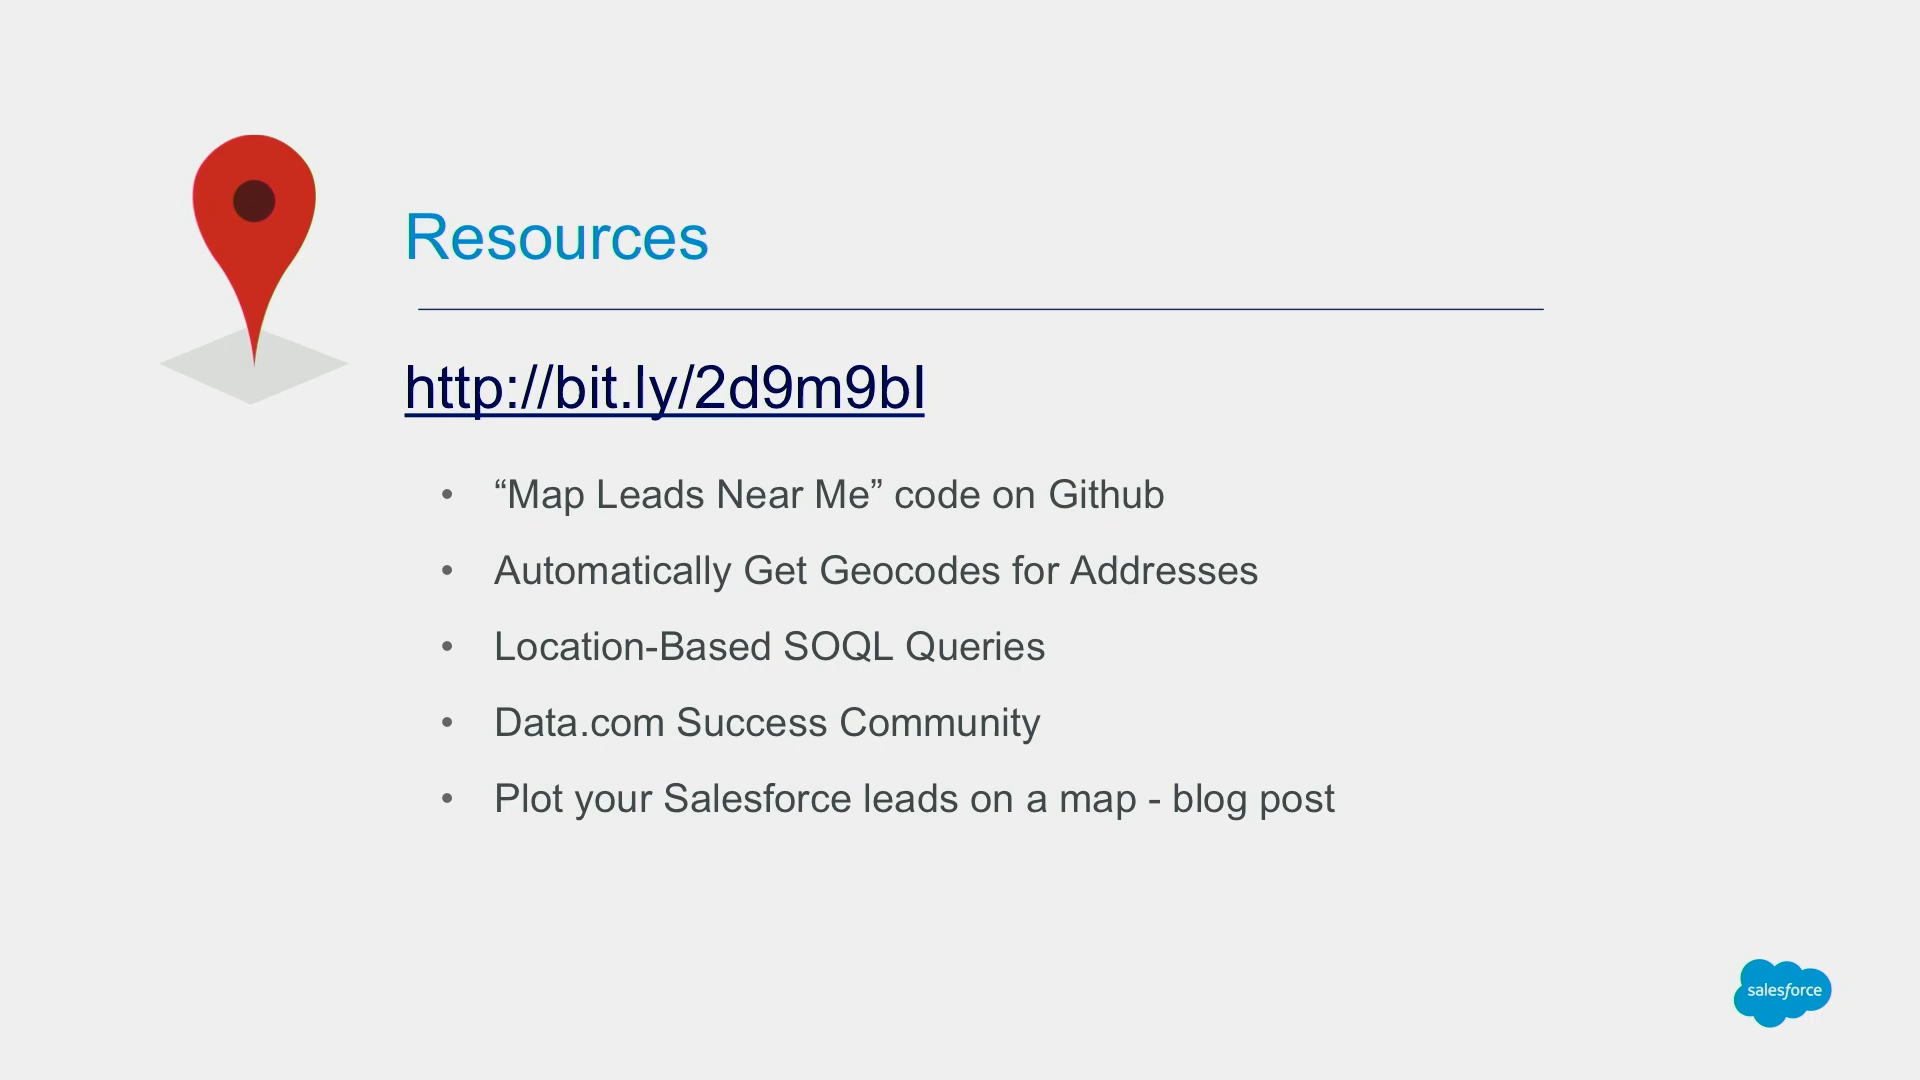 Resources
http://bit.ly/2d9m9bI
• “Map Leads Near Me” code on Github
• Automatically Get Geocodes for Addresses
• Location-Based SOQL Queries
• Data.com Success Community
• Plot your Salesforce leads on a map - blog post
salesforce